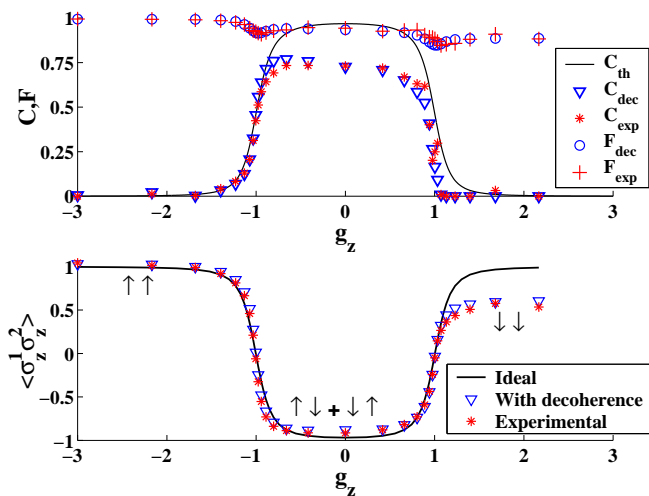 1
0.75
0.5
0.25
0
C,F
-3 -2 -1 0 1 2 3
g_z
C_th
C_dec
C_exp
F_dec
F_exp
1
0.5
0
-0.5
-1
<σ_z^1σ_z^2>
↑↑
↑↓+↓↑
↓↓
-3 -2 -1 0 1 2 3
g_z
Ideal
With decoherence
Experimental